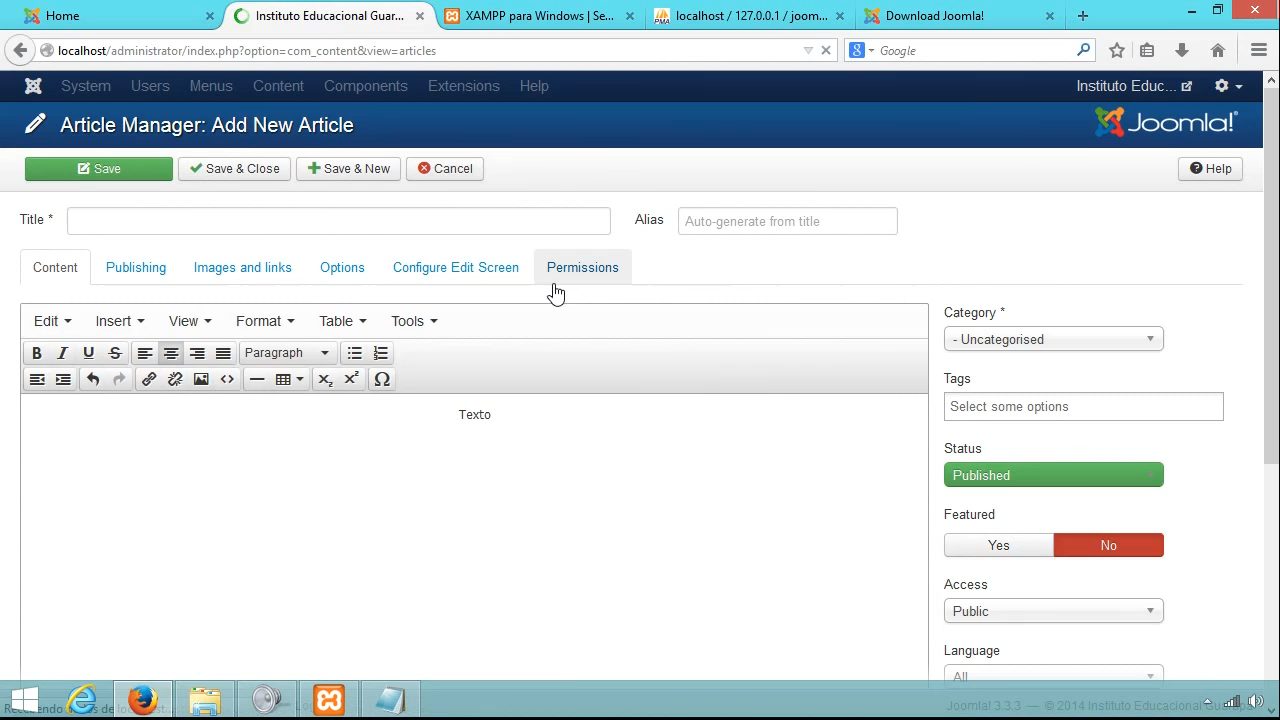 Home
Instituto Educacional Guar...
XAMPP para Windows | Se...
localhost / 127.0.0.1 / joom...
Download Joomla!
localhost/administrator/index.php?option=com_content&view=articles
Google
System Users Menus Content Components Extensions Help
Instituto Educ...
Article Manager: Add New Article
Joomla!
Save
Save & Close
Save & New
Cancel
Help
Title *
Alias
Auto-generate from title
Content Publishing Images and links Options Configure Edit Screen Permissions
Edit Insert View Format Table Tools
Paragraph
Texto
Category *
- Uncategorised
Tags
Select some options
Status
Published
Featured
Yes No
Access
Public
Language
All
Joomla! 3.3.3 — © 2014 Instituto Educacional